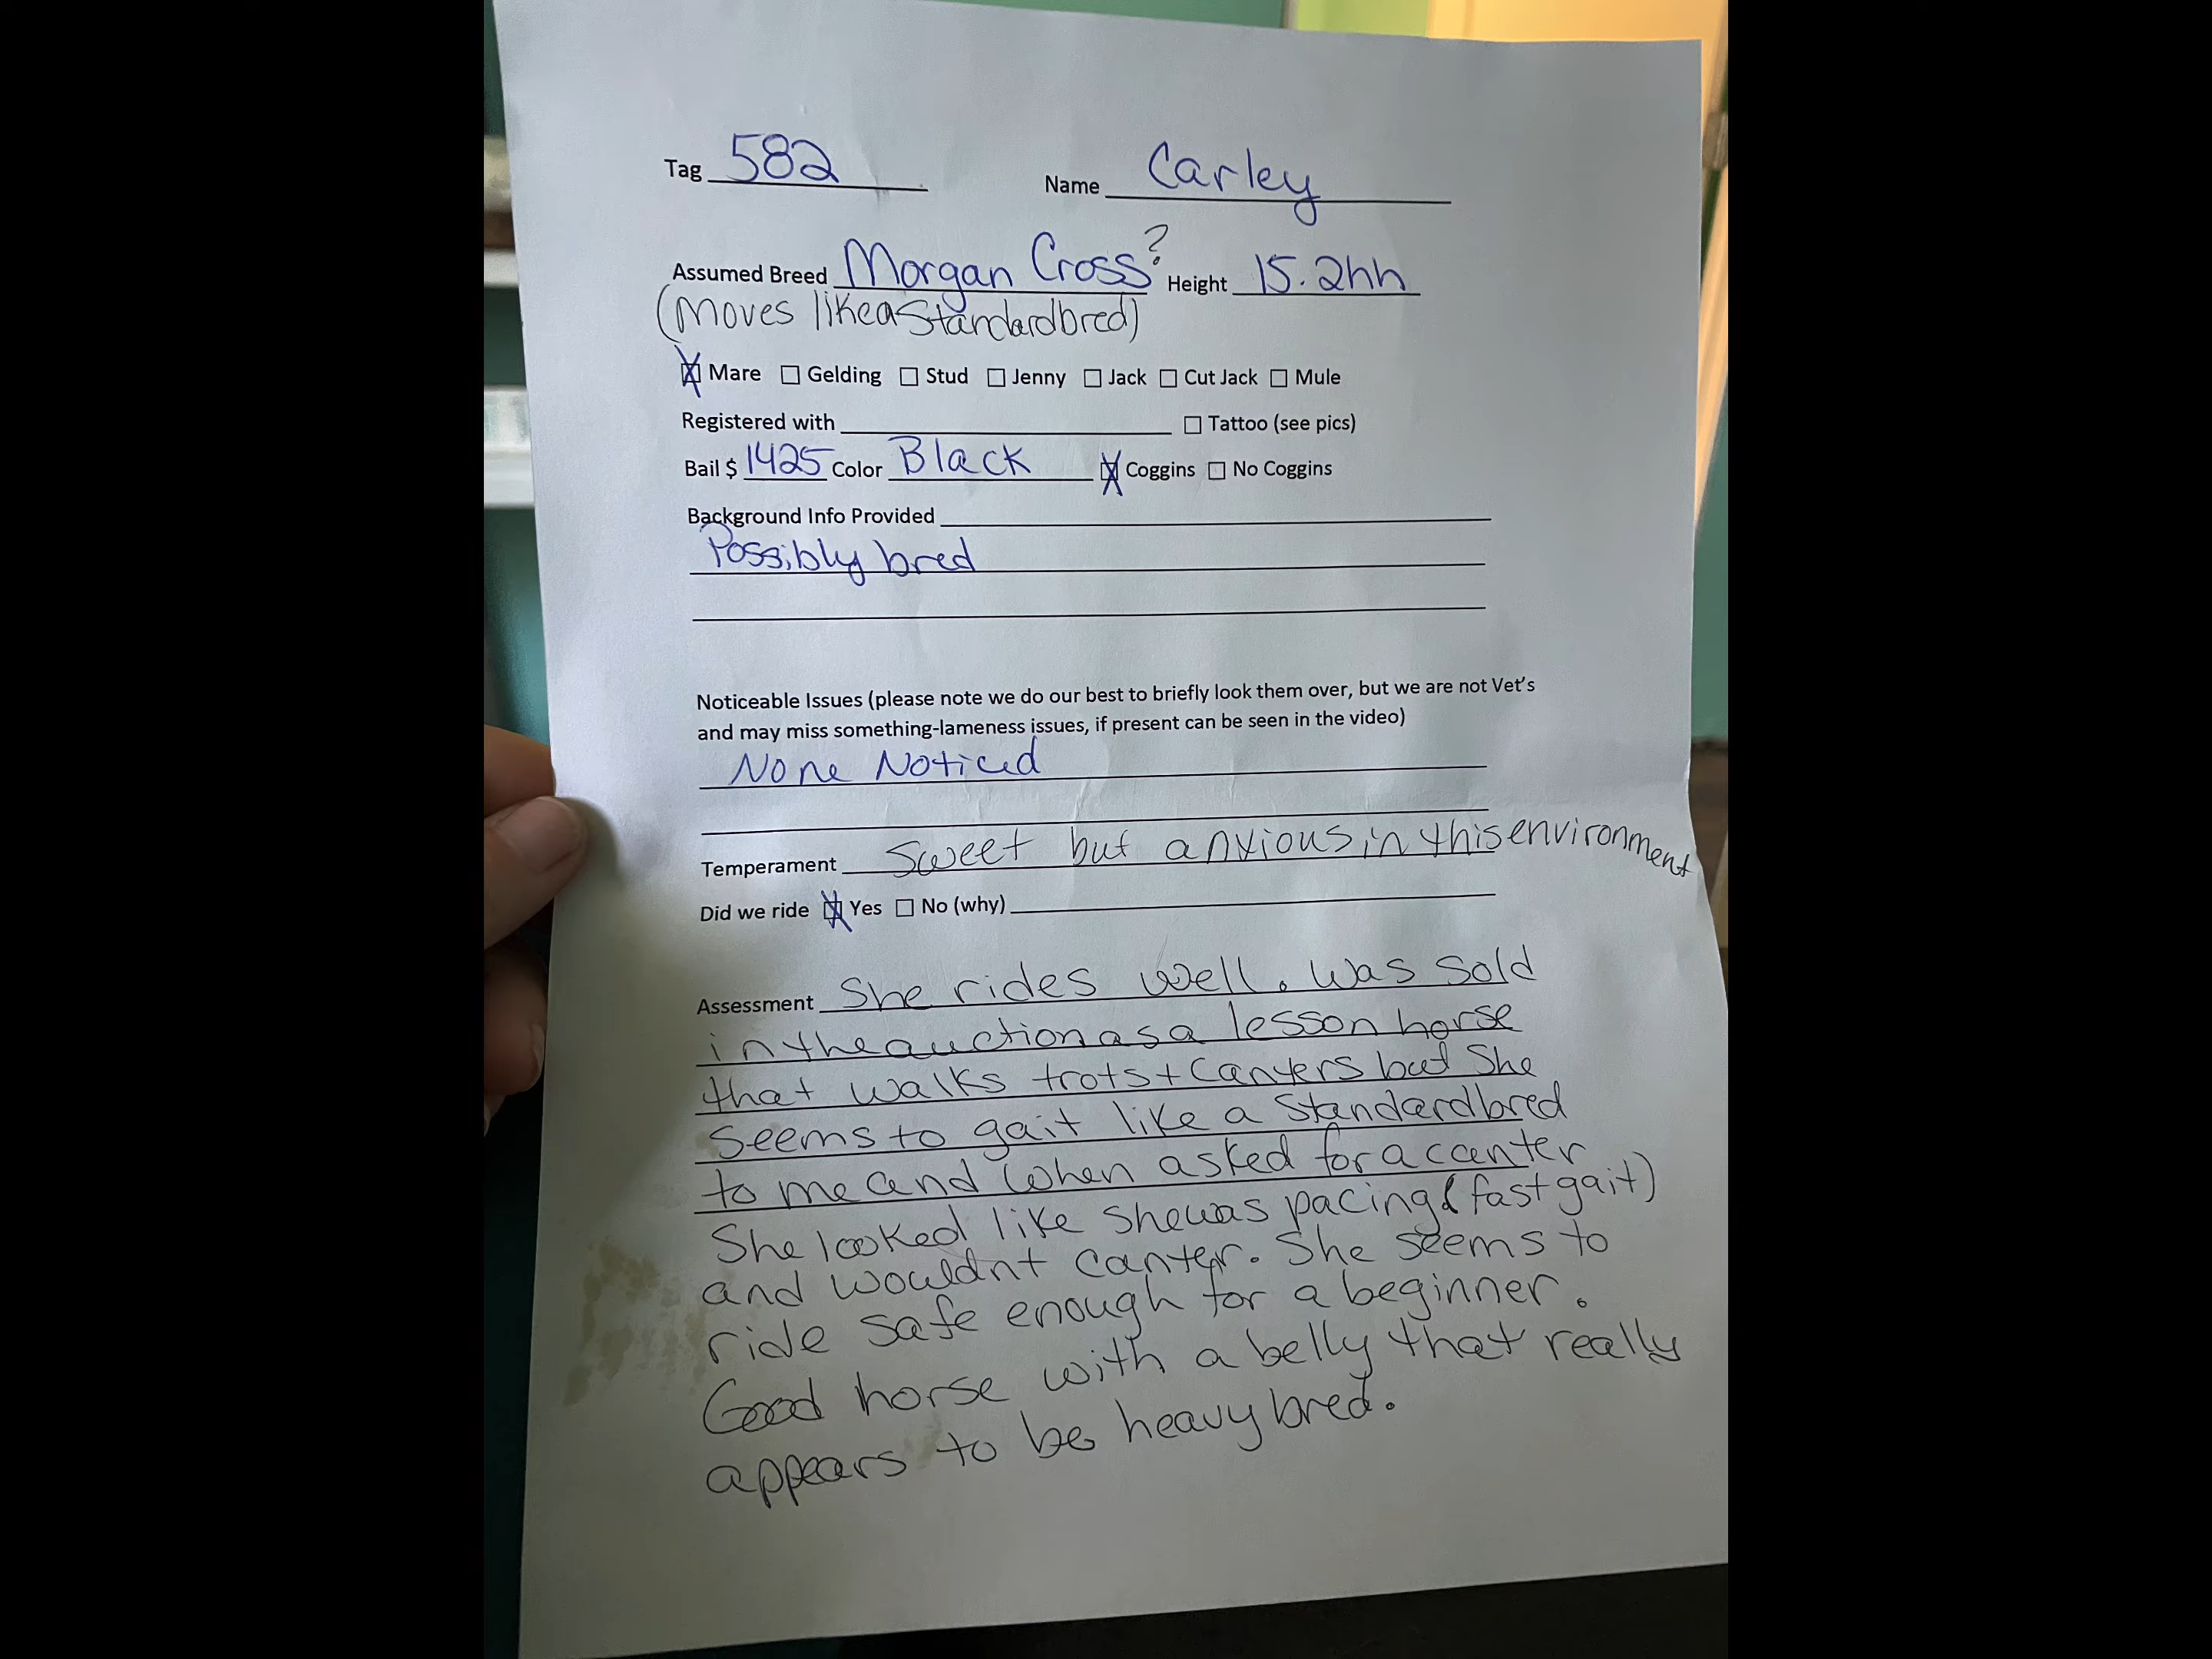 Tag 582 Name Carley
Assumed Breed Morgan Cross? Height 15.2hh
(Moves like a Standardbred)
☒ Mare ☐ Gelding ☐ Stud ☐ Jenny ☐ Jack ☐ Cut Jack ☐ Mule
Registered with ☐ Tattoo (see pics)
Bail $ 1425 Color Black ☒ Coggins ☐ No Coggins
Background Info Provided
Possibly bred
Noticeable Issues (please note we do our best to briefly look them over, but we are not Vet's
and may miss something-lameness issues, if present can be seen in the video)
None Noticed
Temperament Sweet but anxious in this environment
Did we ride ☒ Yes ☐ No (why)
Assessment She rides well. Was sold
in the auction as a lesson horse
that walks trots + Canters but She
seems to gait like a Standardbred
to me and when asked for a canter
She looked like she was pacing (fast gait)
and wouldnt canter. She seems to
ride safe enough for a beginner.
Good horse with a belly that really
appears to be heavy bred.